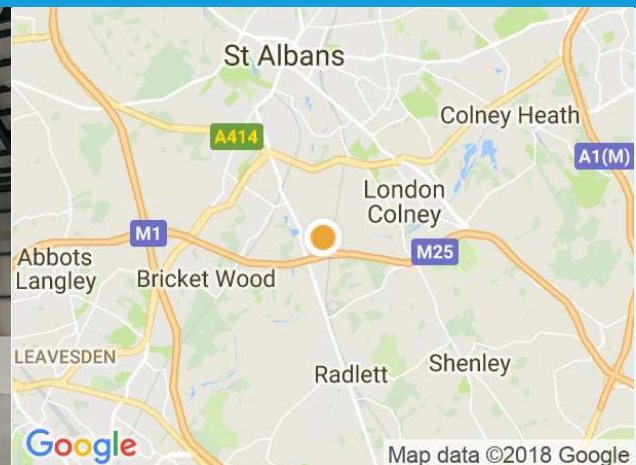 St Albans
Colney Heath
A414
A1(M)
London
Colney
M1
M25
Abbots
Langley
Bricket Wood
LEAVESDEN
Radlett
Shenley
Google
Map data ©2018 Google